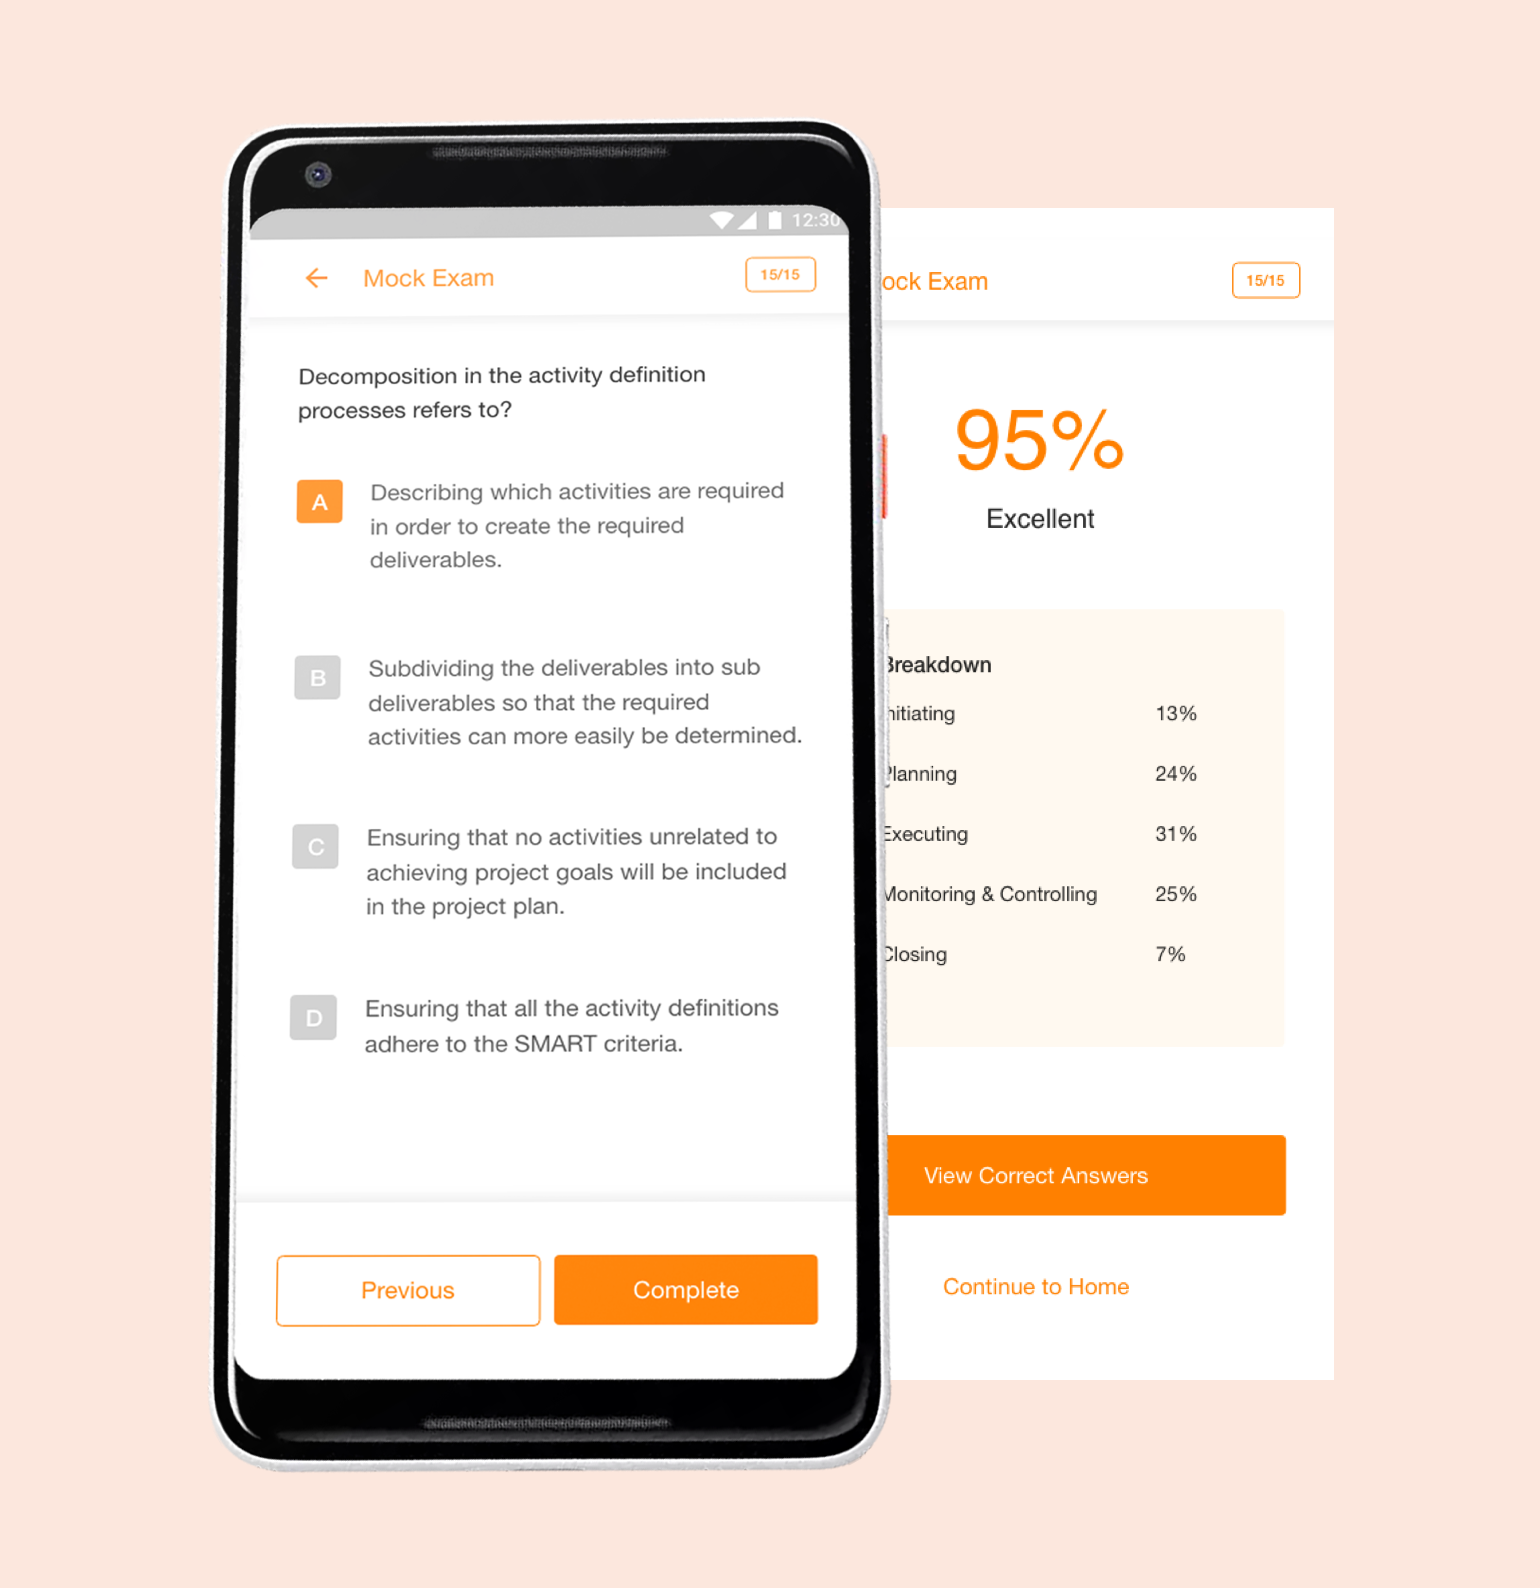 12:30
Mock Exam
15/15
Decomposition in the activity definition
processes refers to?
A
Describing which activities are required
in order to create the required
deliverables.
B
Subdividing the deliverables into sub
deliverables so that the required
activities can more easily be determined.
C
Ensuring that no activities unrelated to
achieving project goals will be included
in the project plan.
D
Ensuring that all the activity definitions
adhere to the SMART criteria.
Previous
Complete
ock Exam
15/15
95%
Excellent
Breakdown
Initiating 13%
Planning 24%
Executing 31%
Monitoring & Controlling 25%
Closing 7%
View Correct Answers
Continue to Home